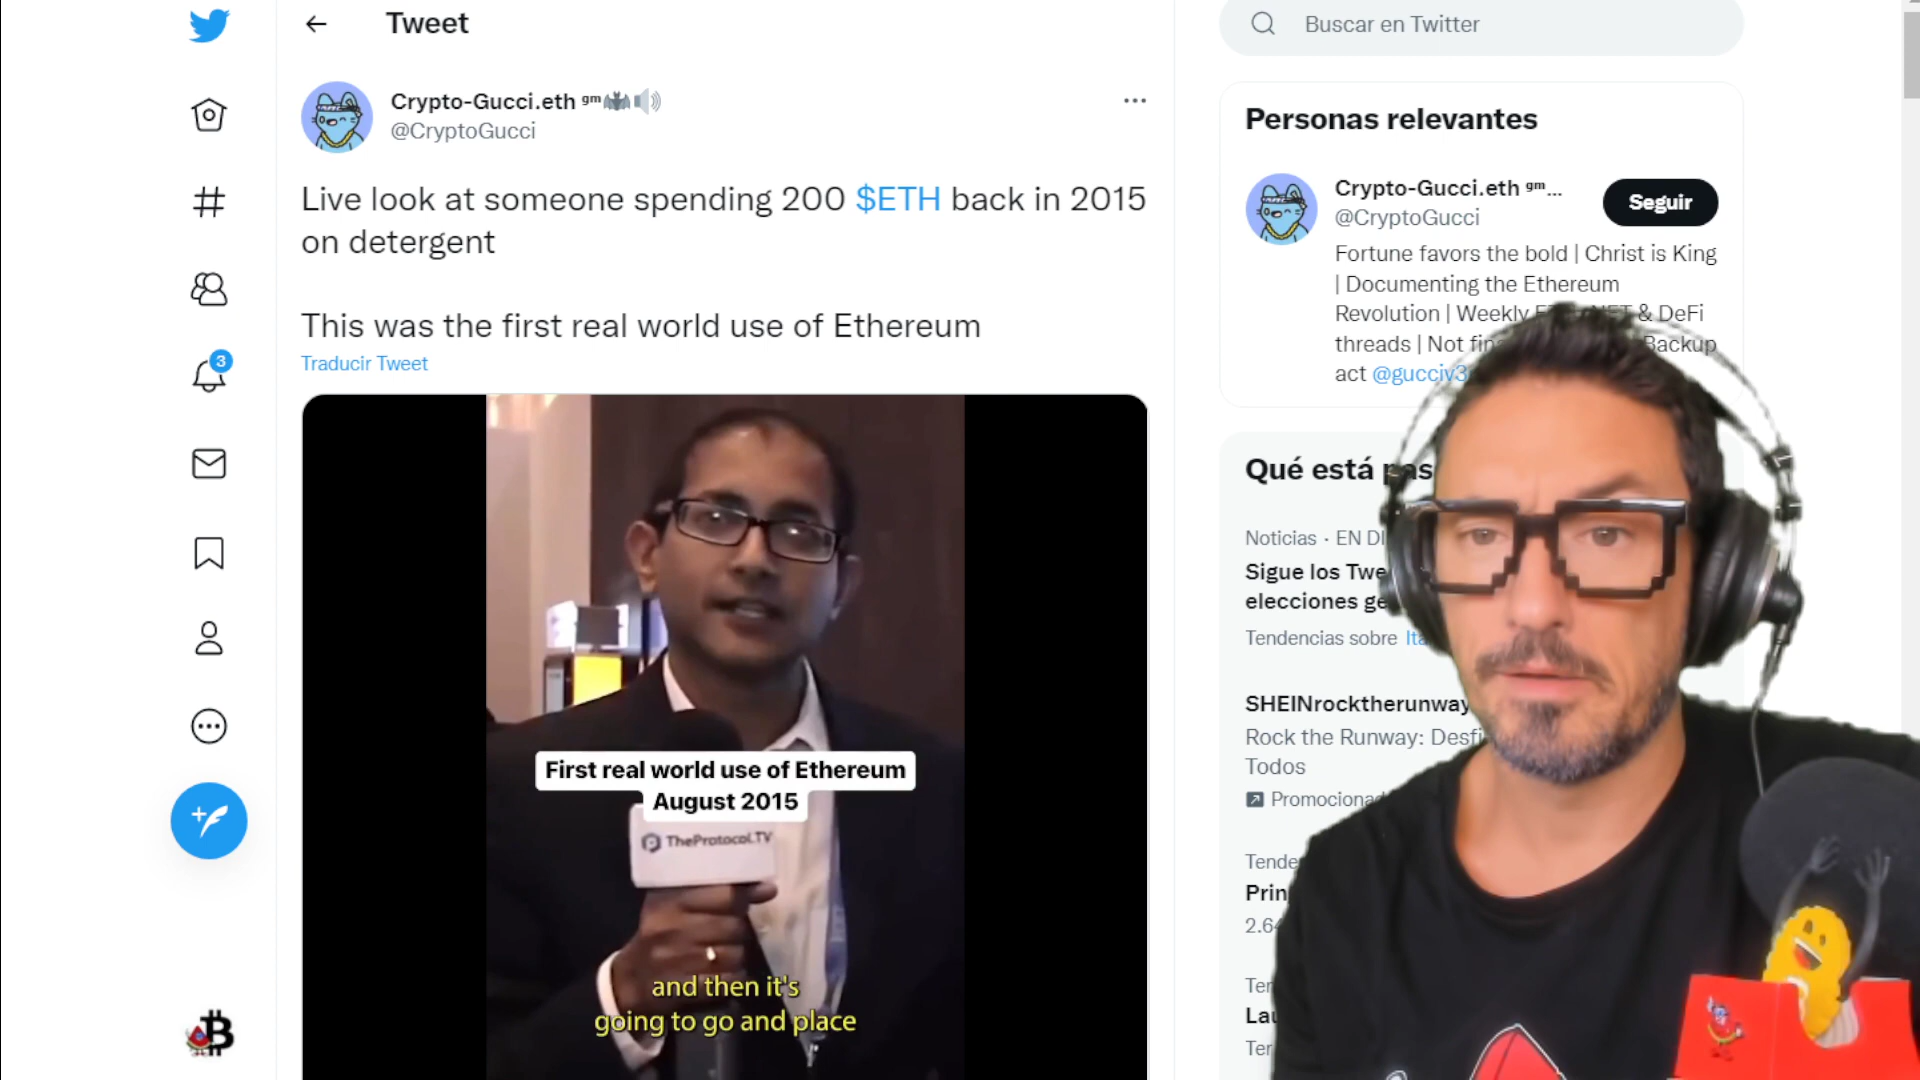 Tweet
Crypto-Gucci.eth gm
@CryptoGucci
Live look at someone spending 200 $ETH back in 2015
on detergent
This was the first real world use of Ethereum
Traducir Tweet
First real world use of Ethereum
August 2015
TheProtocol.TV
and then it's
going to go and place
3
Buscar en Twitter
Personas relevantes
Crypto-Gucci.eth gm...
@CryptoGucci
Seguir
Fortune favors the bold | Christ is King
| Documenting the Ethereum
Revolution | Weekly & DeFi
threads | Not Backup
act @gucciv3
Qué está
Noticias · EN
Sigue los
elecciones
Tendencias sobre
SHEINrocktherunway
Rock the Runway:
Todos